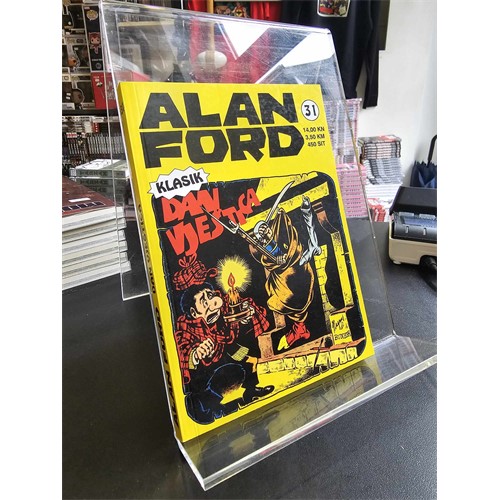 ALAN
FORD
31
14,00 KN
3,50 KM
450 SIT
KLASIK
DAN
VJEŠTICA